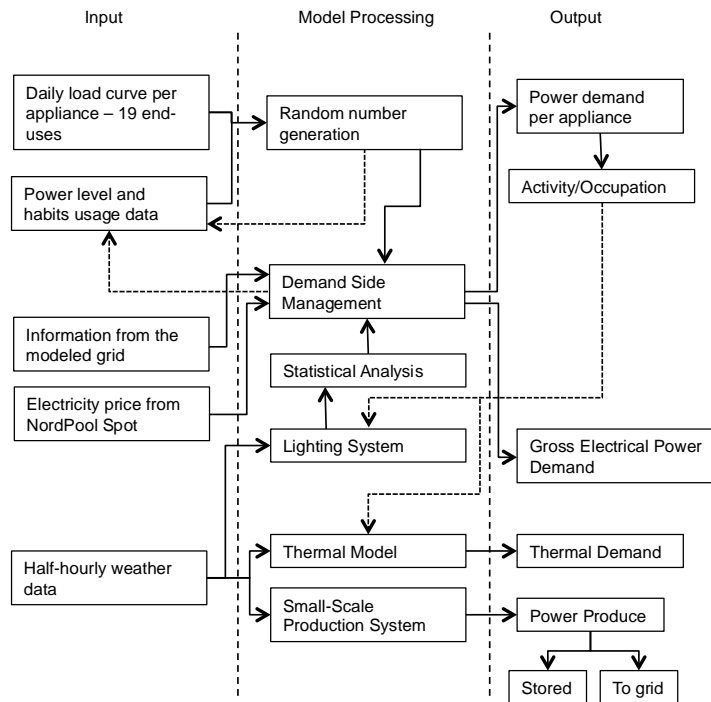 Input
Model Processing
Output
Daily load curve per
appliance – 19 end-
uses
Random number
generation
Power demand
per appliance
Power level and
habits usage data
Activity/Occupation
Demand Side
Management
Information from the
modeled grid
Statistical Analysis
Electricity price from
NordPool Spot
Lighting System
Gross Electrical Power
Demand
Half-hourly weather
data
Thermal Model
Thermal Demand
Small-Scale
Production System
Power Produce
Stored
To grid